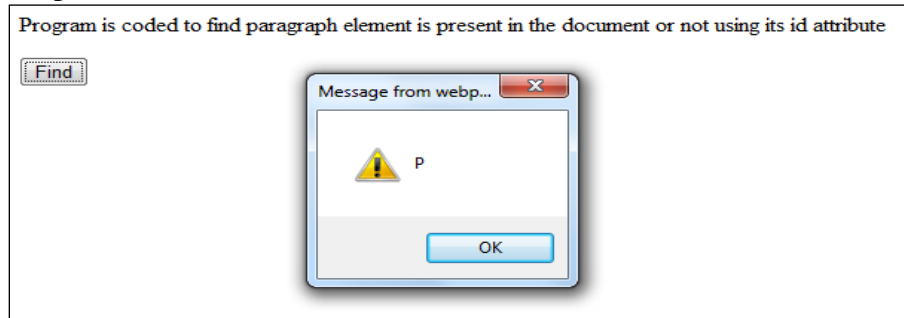 Program is coded to find paragraph element is present in the document or not using its id attribute
Find
Message from webp...
P
OK